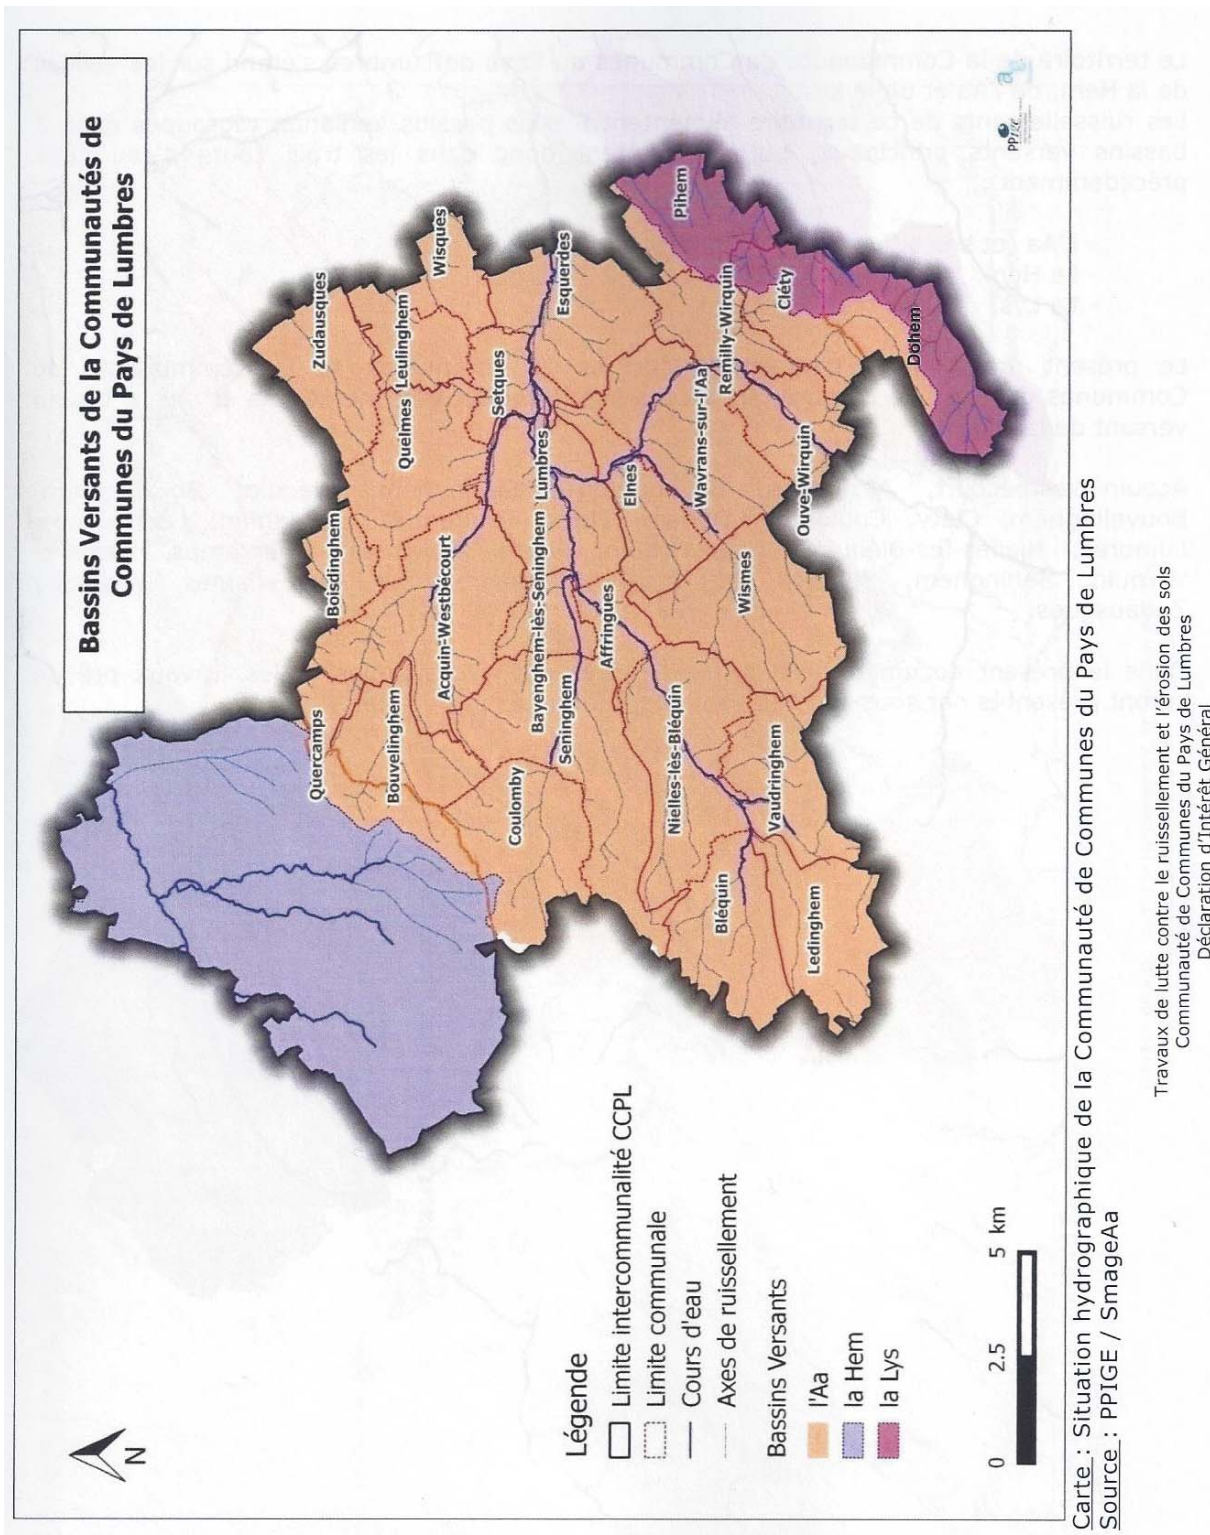 Bassins Versants de la Communautés de
Communes du Pays de Lumbres
Zudausques
Wisques
Leulinghem
Quelmes
Setques
Esquerdes
Boisdinghem
Lumbres
Acquin-Westbécourt
Quercamps
Bouvelinghem
Bayenghem-lès-Seninghem
Seninghem
Coulomby
Affringues
Elnes
Wavrans-sur-l'Aa
Remilly-Wirquin
Pihem
Cléty
Dohem
Ouve-Wirquin
Wismes
Nielles-lès-Bléquin
Vaudringhem
Bléquin
Ledinghem
N
Légende
Limite intercommunalité CCPL
Limite communale
Cours d'eau
Axes de ruissellement
Bassins Versants
l'Aa
la Hem
la Lys
0 2.5 5 km
Carte : Situation hydrographique de la Communauté de Communes du Pays de Lumbres
Source : PPIGE / SmageAa
Travaux de lutte contre le ruissellement et l'érosion des sols
Communauté de Communes du Pays de Lumbres
Déclaration d'Intérêt Général